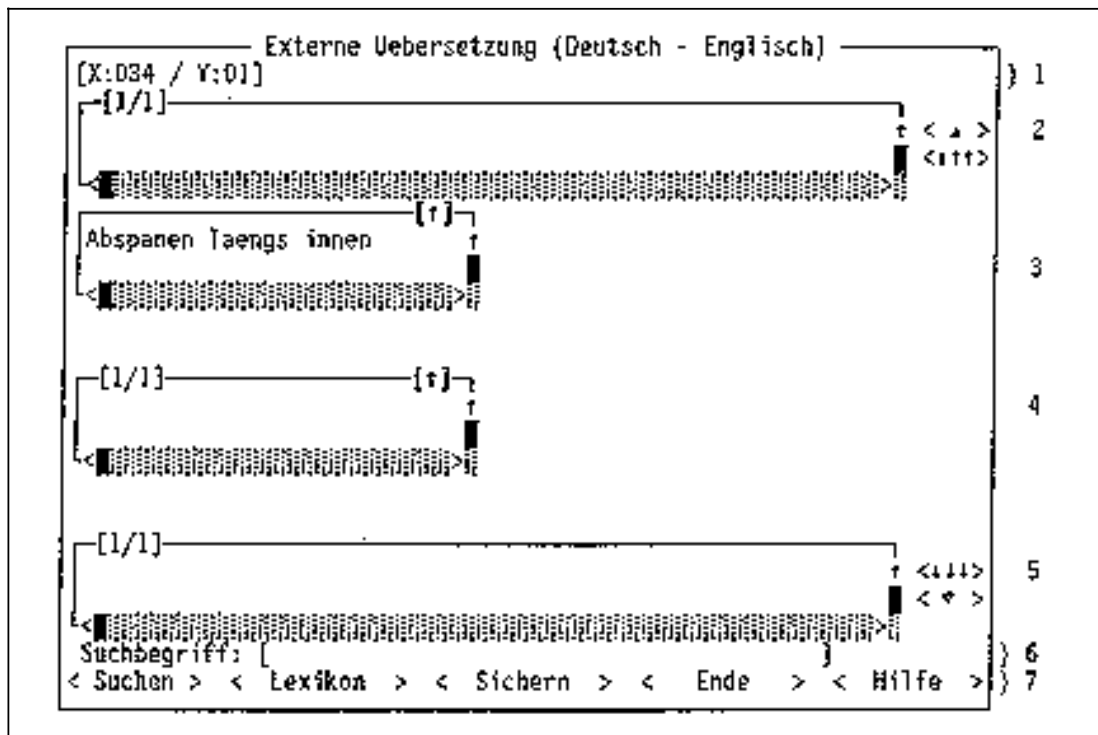 Externe Uebersetzung (Deutsch - Englisch)
[X:034 / Y:01] } 1
[1/1]
↑ < ▲ > 2
<↑↑↑>
[↑]
Abspanen laengs innen ↑
3
[1/1] [↑]
↑ 4
[1/1]
↑ <↓↓↓> 5
< ▼ >
Suchbegriff: [ ] } 6
< Suchen > < Lexikon > < Sichern > < Ende > < Hilfe > } 7